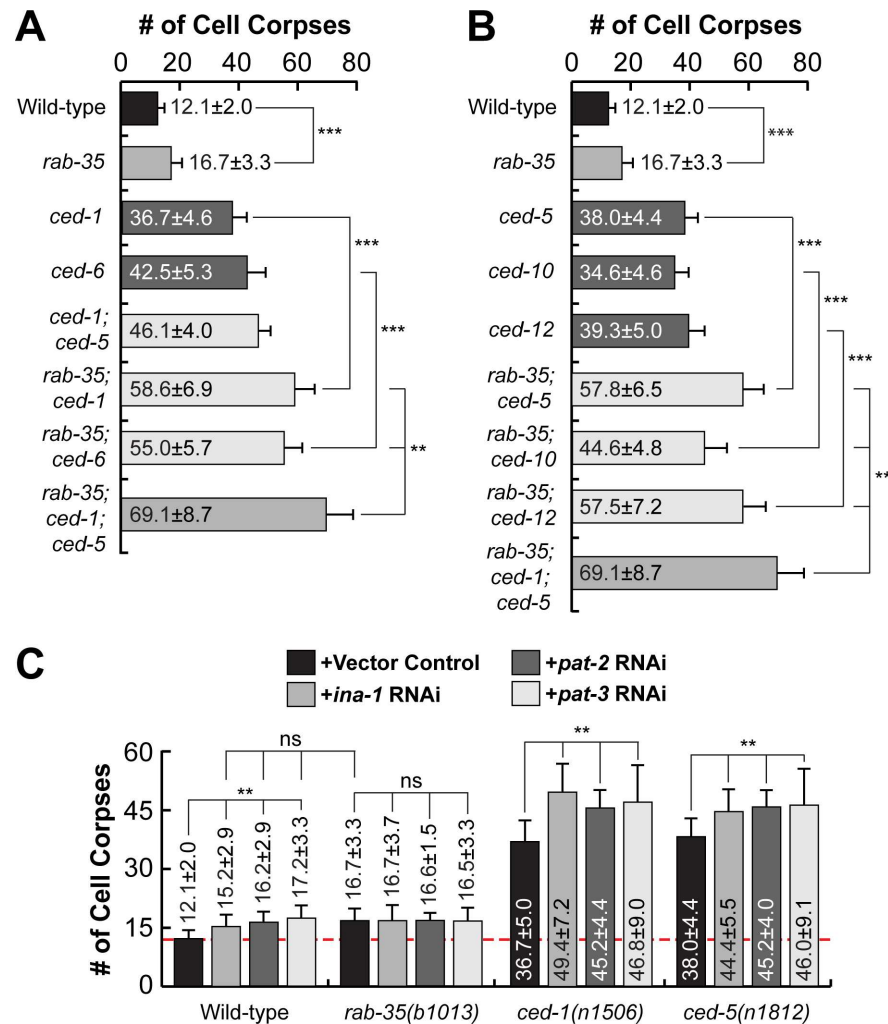 A
# of Cell Corpses
0 20 40 60 80
Wild-type 12.1±2.0
***
rab-35 16.7±3.3
ced-1 36.7±4.6
***
ced-6 42.5±5.3
ced-1;
ced-5 46.1±4.0
***
rab-35;
ced-1 58.6±6.9
rab-35;
ced-6 55.0±5.7
**
rab-35;
ced-1;
ced-5 69.1±8.7
B
# of Cell Corpses
0 20 40 60 80
Wild-type 12.1±2.0
***
rab-35 16.7±3.3
ced-5 38.0±4.4
***
ced-10 34.6±4.6
***
ced-12 39.3±5.0
***
rab-35;
ced-5 57.8±6.5
rab-35;
ced-10 44.6±4.8
**
rab-35;
ced-12 57.5±7.2
rab-35;
ced-1;
ced-5 69.1±8.7
C
+Vector Control
+ina-1 RNAi
+pat-2 RNAi
+pat-3 RNAi
# of Cell Corpses
60
45
30
15
0
ns
**
12.1±2.0
15.2±2.9
16.2±2.9
17.2±3.3
ns
16.7±3.3
16.7±3.7
16.6±1.5
16.5±3.3
**
36.7±5.0
49.4±7.2
45.2±4.4
46.8±9.0
**
38.0±4.4
44.4±5.5
45.2±4.0
46.0±9.1
Wild-type rab-35(b1013) ced-1(n1506) ced-5(n1812)